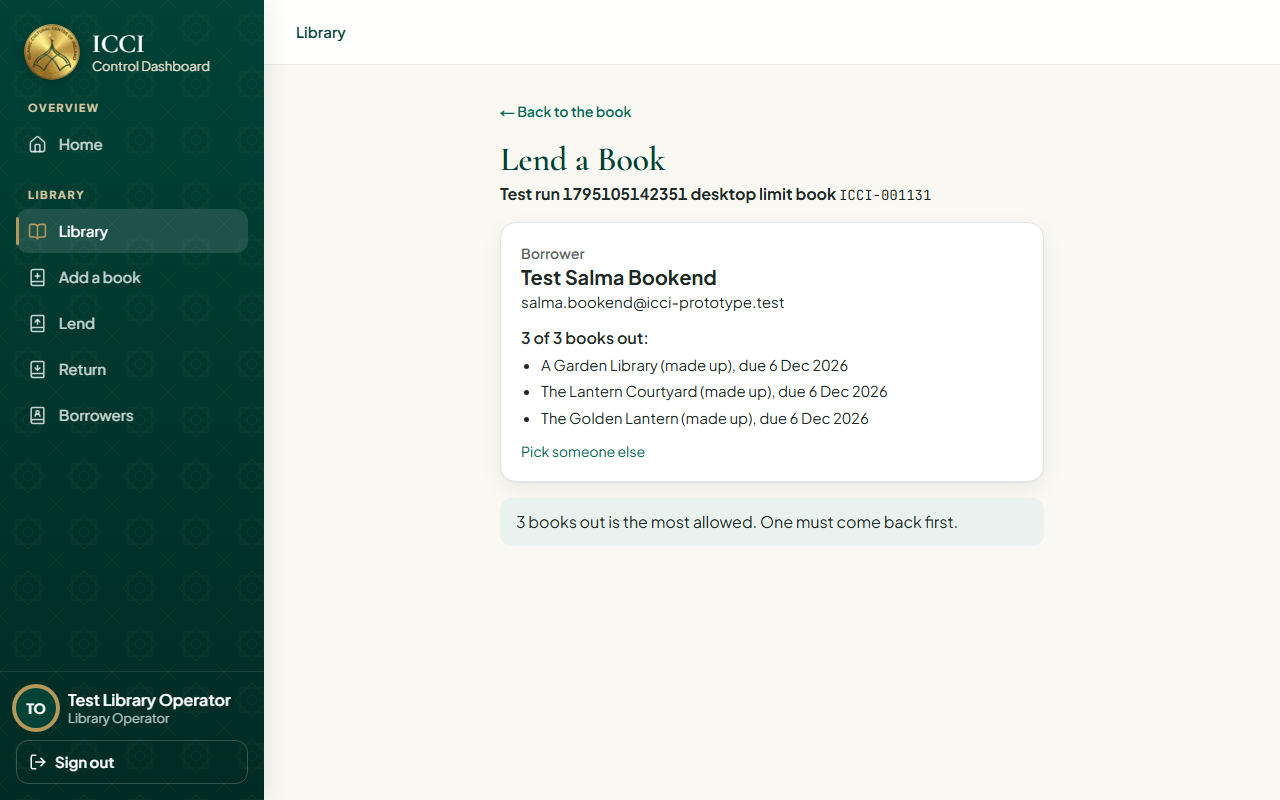 ICCI
Control Dashboard
OVERVIEW
Home
LIBRARY
Library
Add a book
Lend
Return
Borrowers
TO
Test Library Operator
Library Operator
Sign out
Library
← Back to the book
Lend a Book
Test run 1795105142351 desktop limit book ICCI-001131
Borrower
Test Salma Bookend
salma.bookend@icci-prototype.test
3 of 3 books out:
• A Garden Library (made up), due 6 Dec 2026
• The Lantern Courtyard (made up), due 6 Dec 2026
• The Golden Lantern (made up), due 6 Dec 2026
Pick someone else
3 books out is the most allowed. One must come back first.